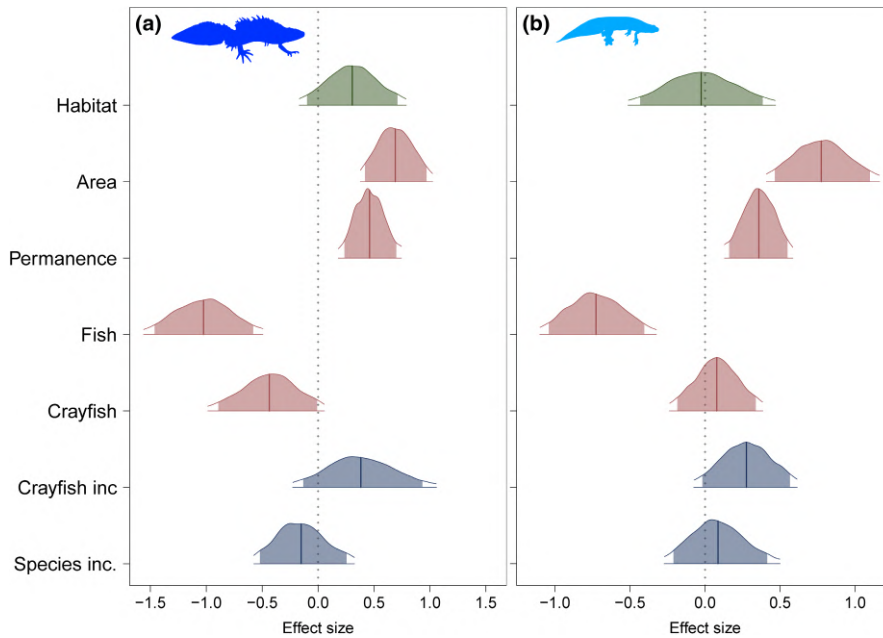 (a) (b)
Habitat
Area
Permanence
Fish
Crayfish
Crayfish inc
Species inc.
−1.5 −1.0 −0.5 0.0 0.5 1.0 1.5 −1.0 −0.5 0.0 0.5 1.0
Effect size Effect size